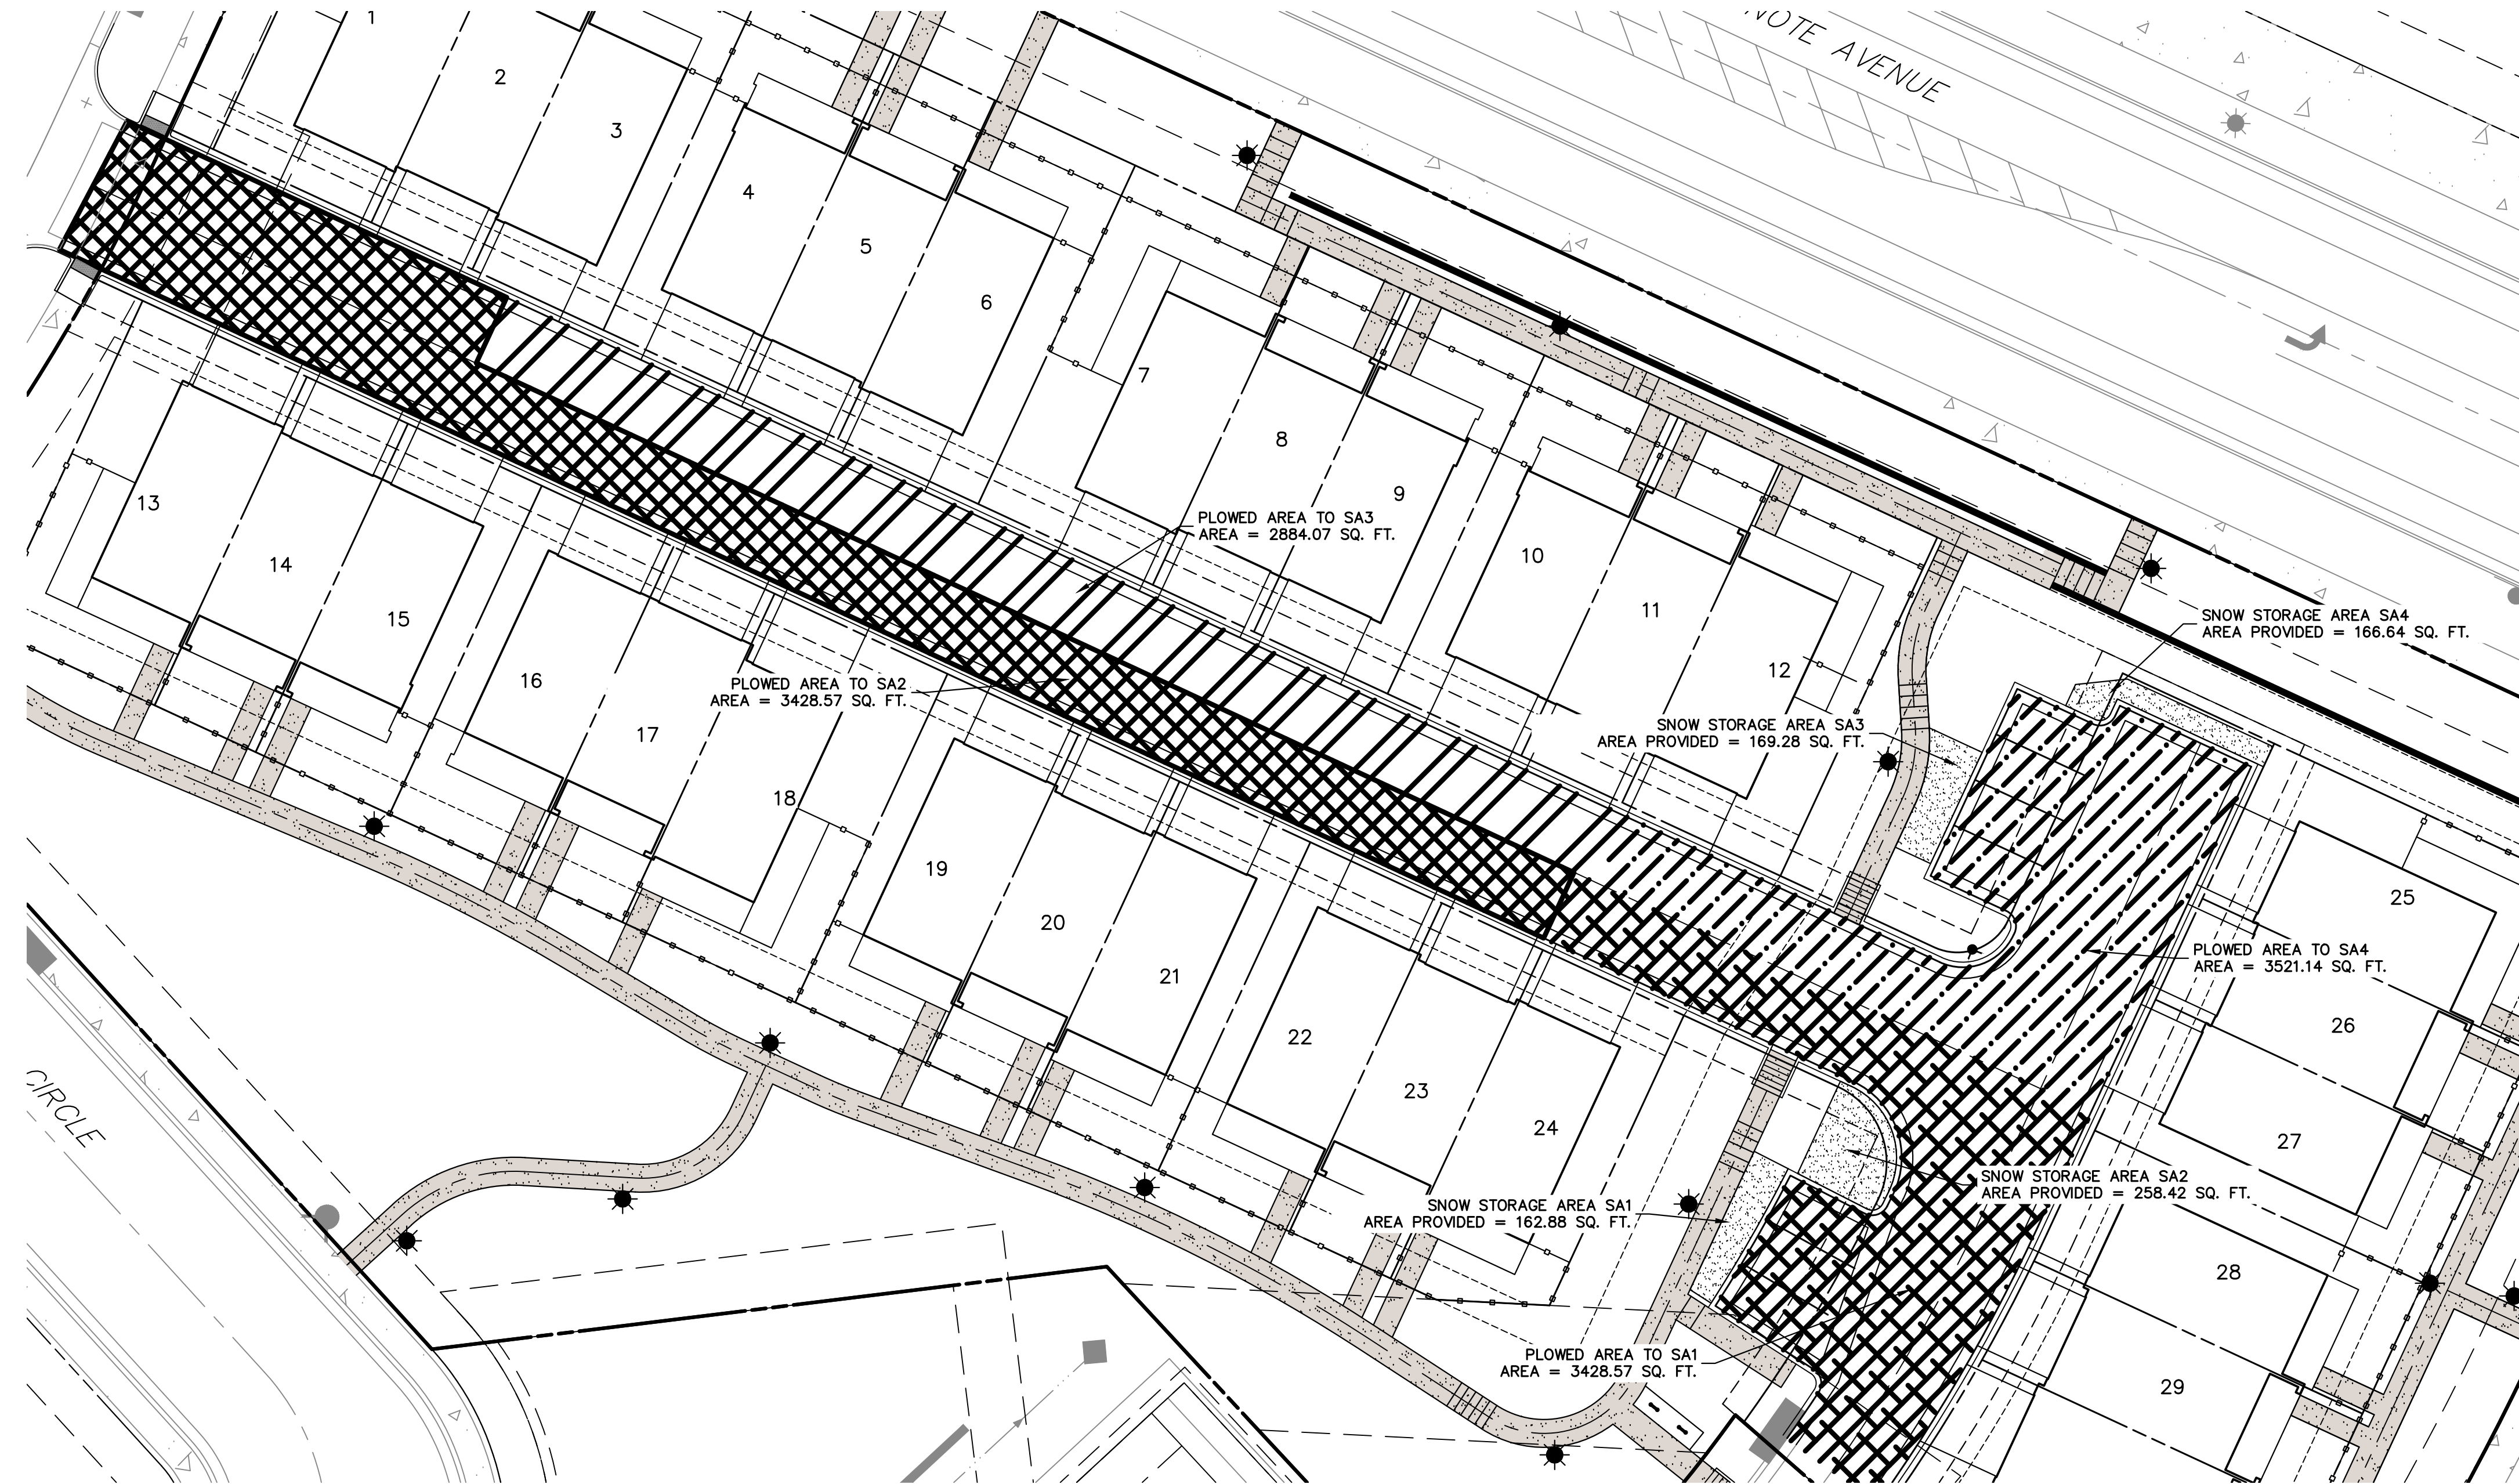 NOTE AVENUE
1
2
3
4
5
6
7
8
9
10
11
12
PLOWED AREA TO SA3
AREA = 2884.07 SQ. FT.
13
14
15
16
17
18
PLOWED AREA TO SA2
AREA = 3428.57 SQ. FT.
SNOW STORAGE AREA SA4
AREA PROVIDED = 166.64 SQ. FT.
SNOW STORAGE AREA SA3
AREA PROVIDED = 169.28 SQ. FT.
19
20
21
22
23
24
25
26
27
28
29
PLOWED AREA TO SA4
AREA = 3521.14 SQ. FT.
SNOW STORAGE AREA SA2
AREA PROVIDED = 258.42 SQ. FT.
SNOW STORAGE AREA SA1
AREA PROVIDED = 162.88 SQ. FT.
PLOWED AREA TO SA1
AREA = 3428.57 SQ. FT.
CIRCLE